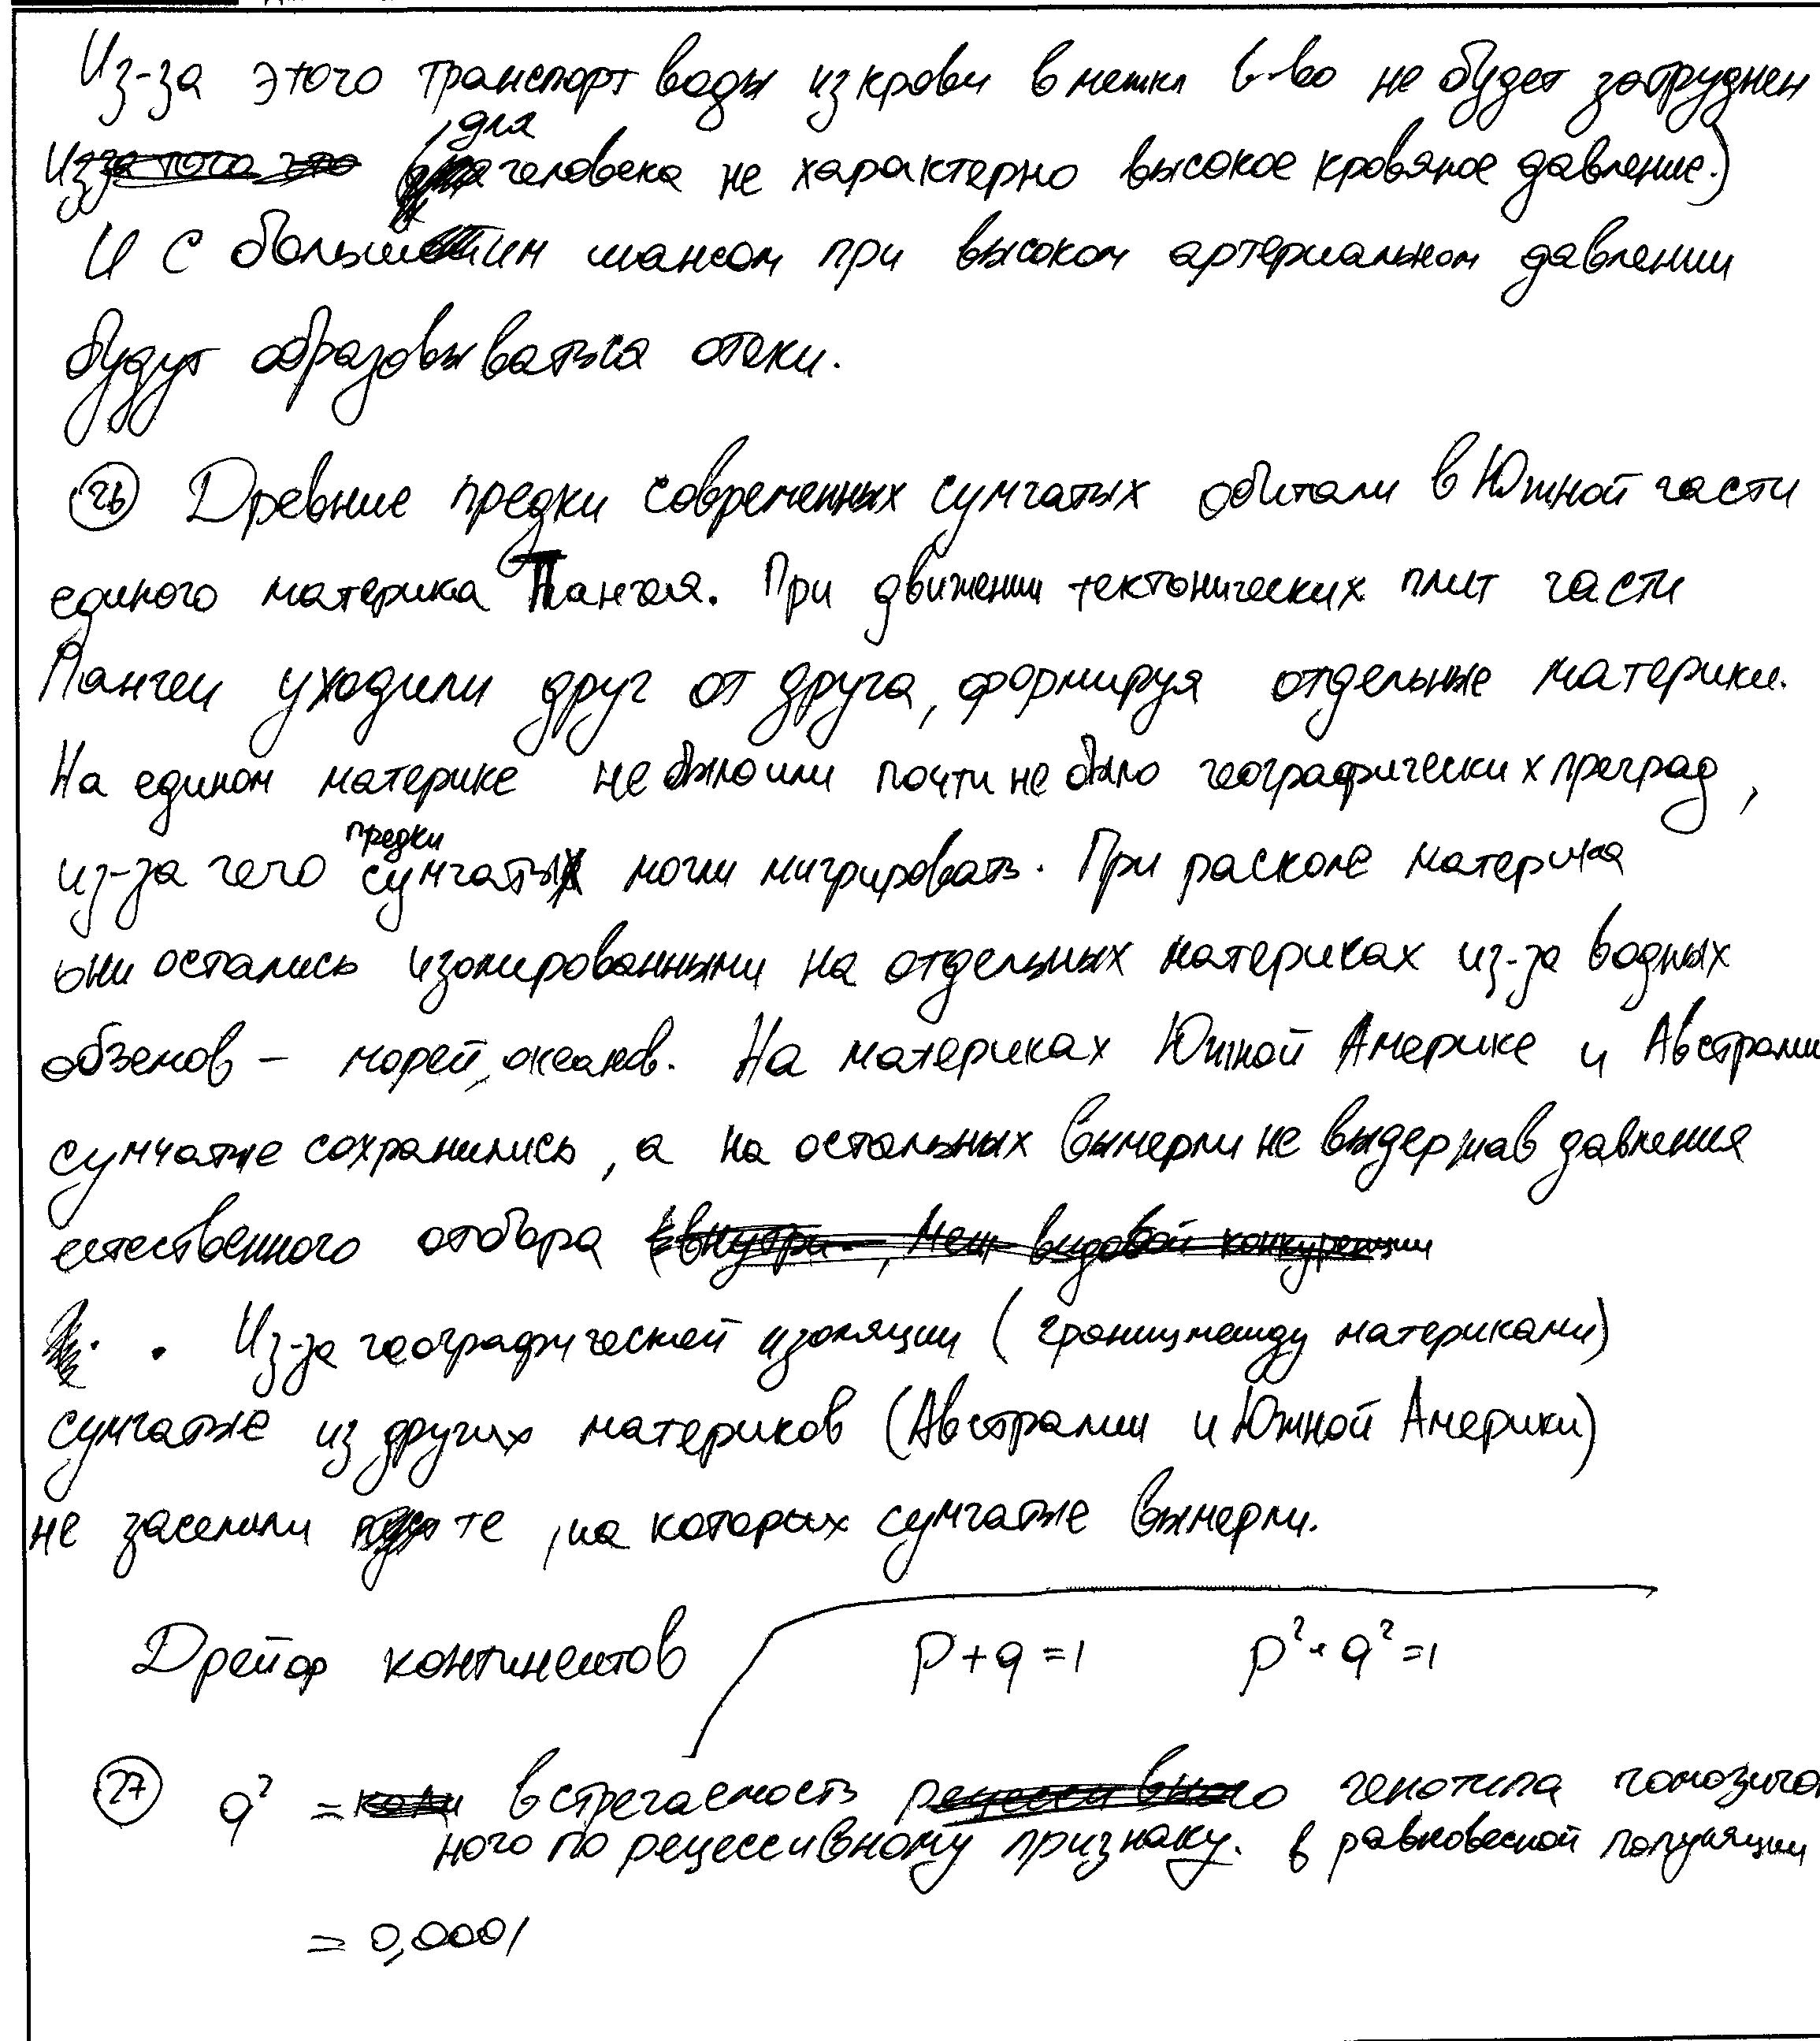 Из-за этого транспорт воды из крови в межкл в-во не будет затруднен
(, для человека не характерно высокое кровяное давление.)
И с большим шансом при высоком артериальном давлении
будут образовываться отеки.
26 Древние предки современных сумчатых обитали в Южной части
единого материка Пангея. При движении тектонических плит части
Пангеи уходили друг от друга, формируя отдельные материки.
На едином материке не было или почти не было географических преград,
из-за чего предки сумчатых могли мигрировать. При расколе материка
они остались изолированными на отдельных материках из-за водных
объемов – морей, океанов. На материках Южной Америке и Австралии
сумчатые сохранились, а на остальных вымерли не выдержав давления
естественного отбора
. Из-за географической изоляции (границ между материками)
сумчатые из других материков (Австралии и Южной Америки)
не заселили те, на которых сумчатые вымерли.
Дрейф континентов
p+q=1 p²+q²=1
27 q² = встречаемость генотипа гомозигот
ного по рецессивному признаку. в равновесной популяции
= 0,0001